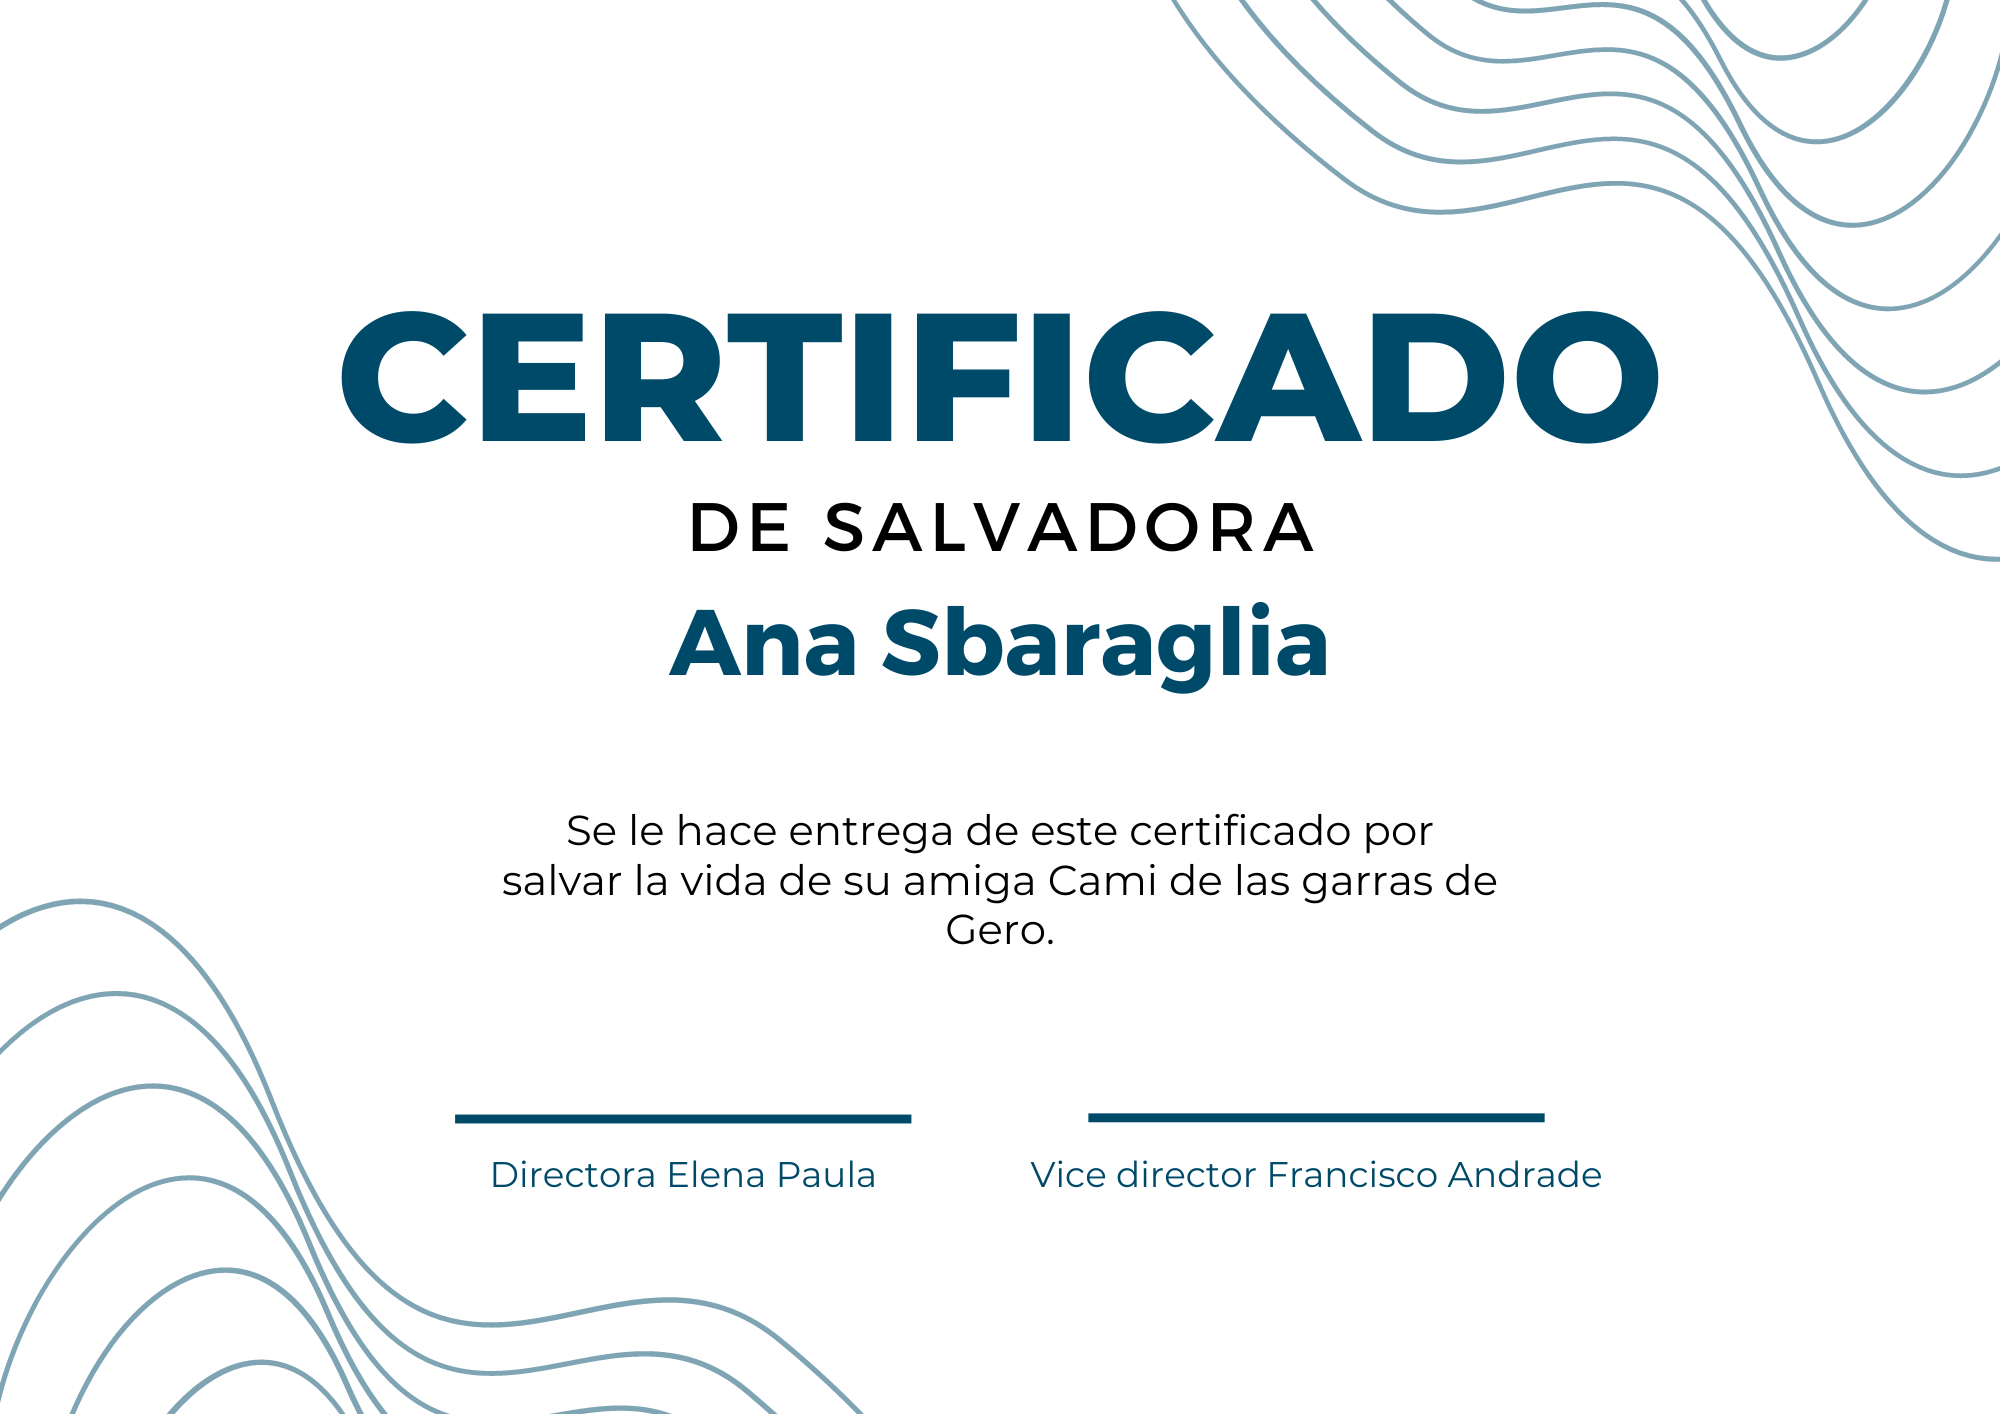 CERTIFICADO
DE SALVADORA
Ana Sbaraglia
Se le hace entrega de este certificado por
salvar la vida de su amiga Cami de las garras de
Gero.
Directora Elena Paula
Vice director Francisco Andrade